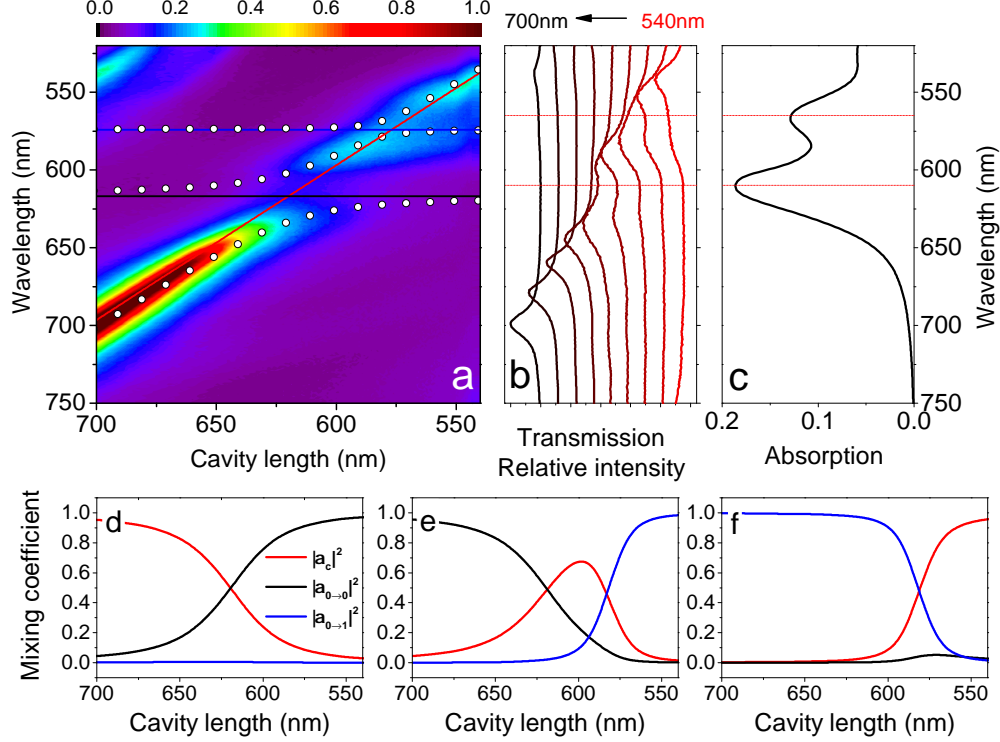 0.0 0.2 0.4 0.6 0.8 1.0
700nm 540nm
550
600
650
700
750
Wavelength (nm)
a
700 650 600 550
Cavity length (nm)
b
Transmission
Relative intensity
c
0.2 0.1 0.0
Absorption
550
600
650
700
750
Wavelength (nm)
Mixing coefficient
1.0
0.8
0.6
0.4
0.2
0.0
d
|a_c|²
|a_0→0|²
|a_0→1|²
700 650 600 550
Cavity length (nm)
1.0
0.8
0.6
0.4
0.2
0.0
e
700 650 600 550
Cavity length (nm)
1.0
0.8
0.6
0.4
0.2
0.0
f
700 650 600 550
Cavity length (nm)